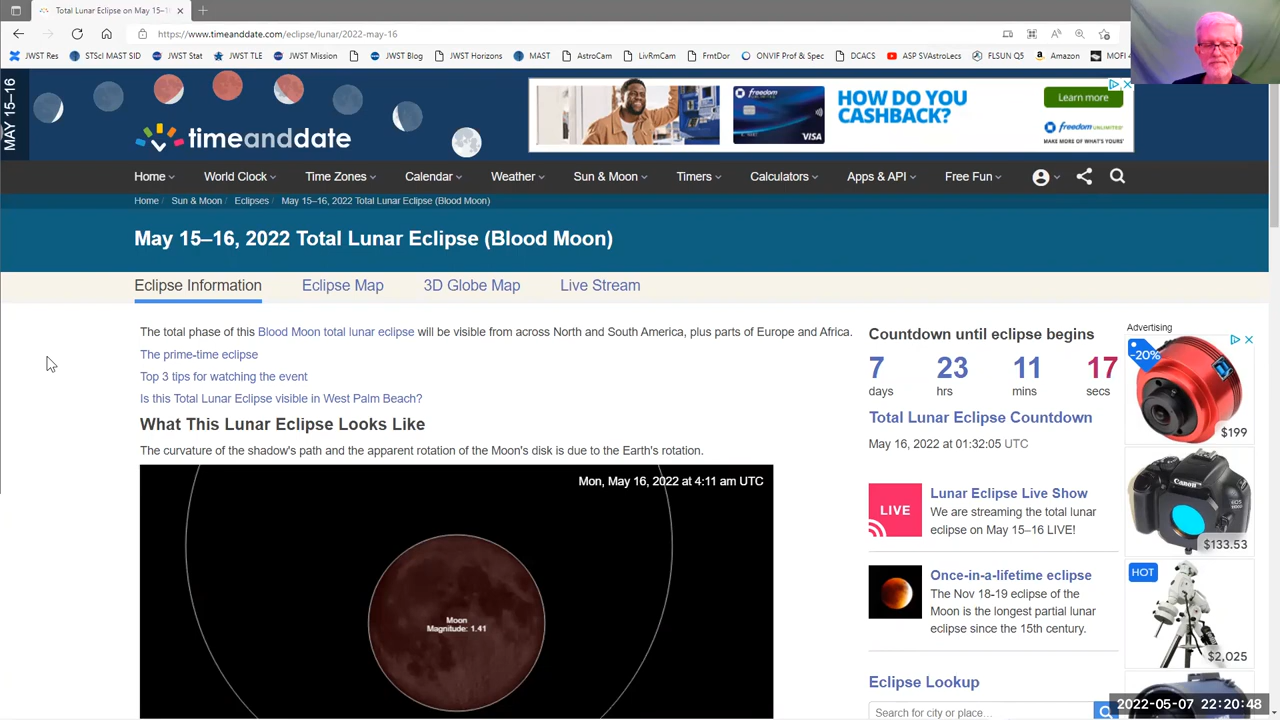 Total Lunar Eclipse on May 15–1
https://www.timeanddate.com/eclipse/lunar/2022-may-16
JWST Res STScI MAST SID JWST Stat JWST TLE JWST Mission JWST Blog JWST Horizons MAST AstroCam LivRmCam FrntDor ONVIF Prof & Spec DCACS ASP SVAstroLecs FLSUN Q5 Amazon MOFI 4
MAY 15–16
timeanddate
freedom UNLIMITED
VISA
HOW DO YOU
CASHBACK?
Learn more
freedom UNLIMITED
MAKE MORE OF WHAT'S YOURS
Home World Clock Time Zones Calendar Weather Sun & Moon Timers Calculators Apps & API Free Fun
Home / Sun & Moon / Eclipses / May 15–16, 2022 Total Lunar Eclipse (Blood Moon)
May 15–16, 2022 Total Lunar Eclipse (Blood Moon)
Eclipse Information Eclipse Map 3D Globe Map Live Stream
The total phase of this Blood Moon total lunar eclipse will be visible from across North and South America, plus parts of Europe and Africa.
The prime-time eclipse
Top 3 tips for watching the event
Is this Total Lunar Eclipse visible in West Palm Beach?
What This Lunar Eclipse Looks Like
The curvature of the shadow's path and the apparent rotation of the Moon's disk is due to the Earth's rotation.
Mon, May 16, 2022 at 4:11 am UTC
Moon
Magnitude: 1.41
Countdown until eclipse begins
7 23 11 17
days hrs mins secs
Total Lunar Eclipse Countdown
May 16, 2022 at 01:32:05 UTC
LIVE
Lunar Eclipse Live Show
We are streaming the total lunar
eclipse on May 15–16 LIVE!
Once-in-a-lifetime eclipse
The Nov 18-19 eclipse of the
Moon is the longest partial lunar
eclipse since the 15th century.
Eclipse Lookup
Search for city or place...
Advertising
-20%
$199
Canon
$133.53
HOT
$2,025
2022-05-07 22:20:48